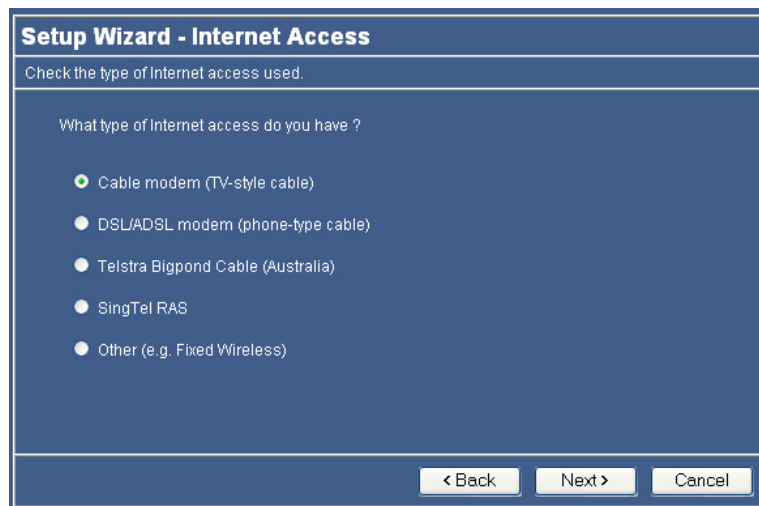 Setup Wizard - Internet Access
Check the type of Internet access used.
What type of Internet access do you have ?
Cable modem (TV-style cable)
DSL/ADSL modem (phone-type cable)
Telstra Bigpond Cable (Australia)
SingTel RAS
Other (e.g. Fixed Wireless)
< Back Next > Cancel